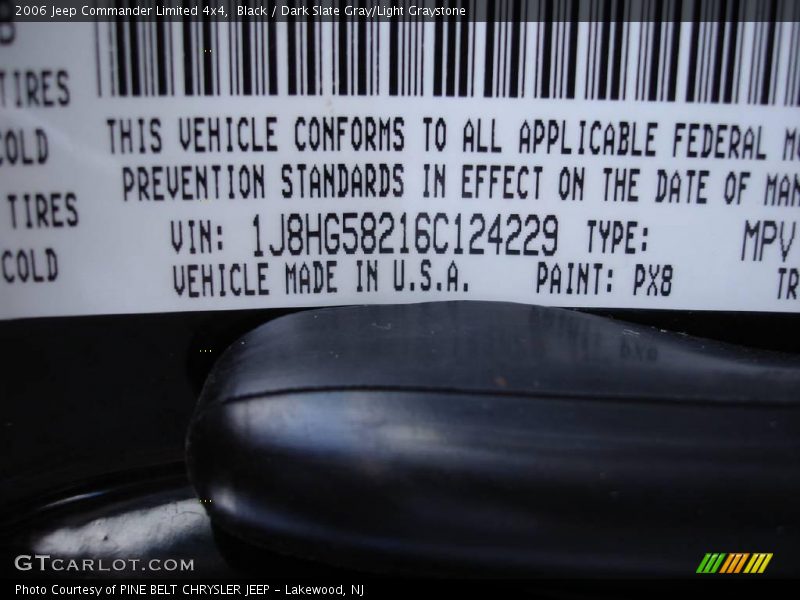 2006 Jeep Commander Limited 4x4, Black / Dark Slate Gray/Light Graystone
TIRES
COLD
TIRES
COLD
THIS VEHICLE CONFORMS TO ALL APPLICABLE FEDERAL
PREVENTION STANDARDS IN EFFECT ON THE DATE OF
VIN: 1J8HG58216C124229 TYPE: MPV
VEHICLE MADE IN U.S.A. PAINT: PX8
GTCARLOT.COM
Photo Courtesy of PINE BELT CHRYSLER JEEP - Lakewood, NJ